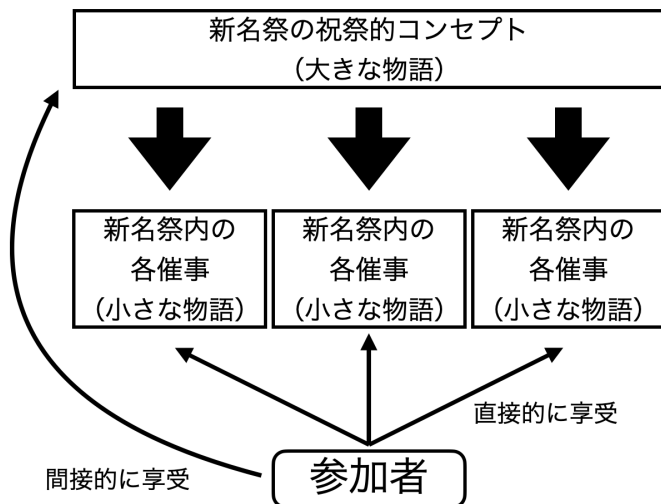 新名祭の祝祭的コンセプト
（大きな物語）
新名祭内の
各催事
（小さな物語）
新名祭内の
各催事
（小さな物語）
新名祭内の
各催事
（小さな物語）
直接的に享受
間接的に享受
参加者